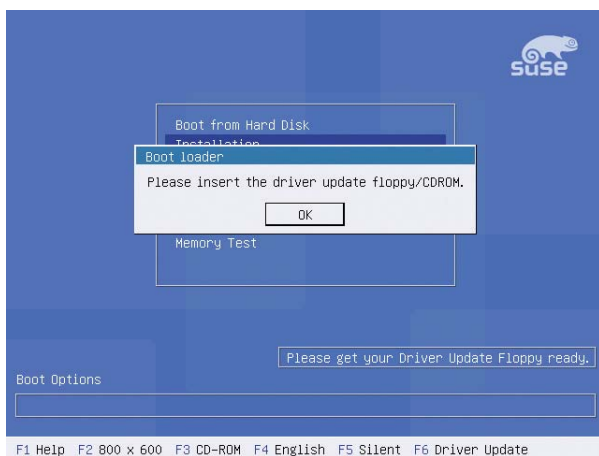 SUSE
Boot from Hard Disk
Installation
Boot loader
Please insert the driver update floppy/CDROM.
OK
Memory Test
Please get your Driver Update Floppy ready.
Boot Options
F1 Help F2 800 x 600 F3 CD-ROM F4 English F5 Silent F6 Driver Update